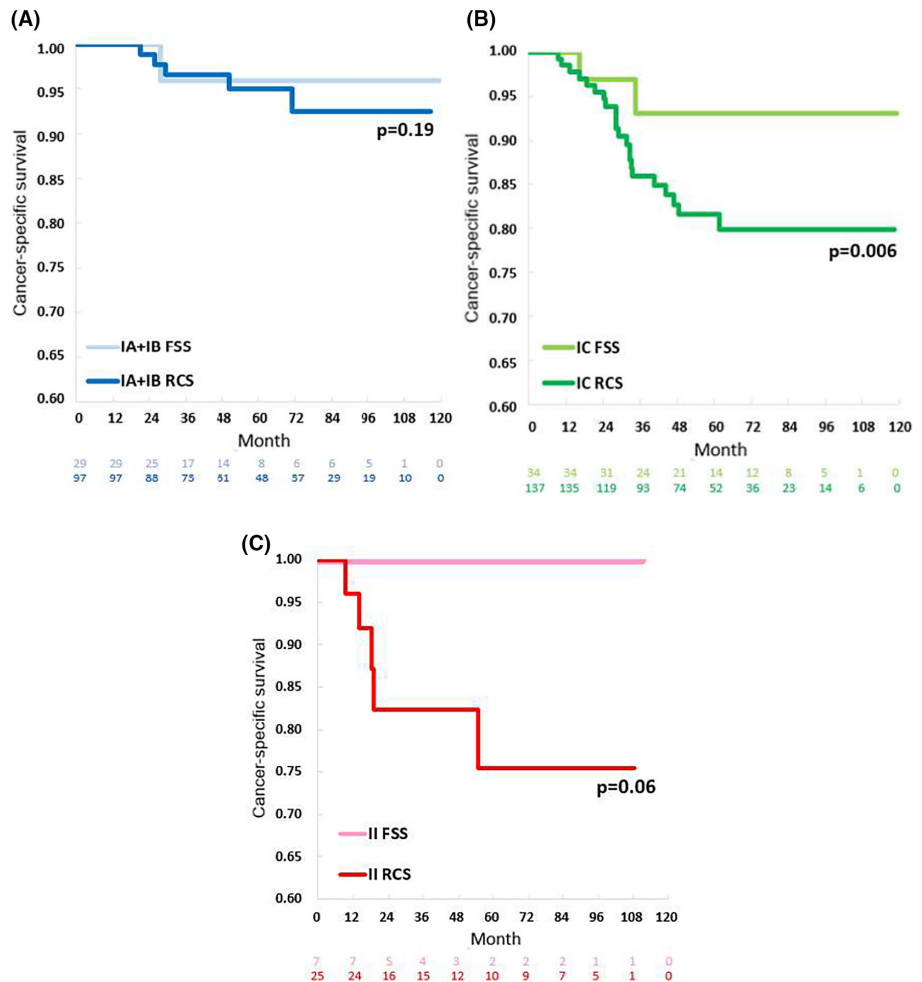 (A)
1.00
0.95
0.90
0.85
0.80
0.75
0.70
0.65
0.60
Cancer-specific survival
p=0.19
IA+IB FSS
IA+IB RCS
0 12 24 36 48 60 72 84 96 108 120
Month
29 29 25 17 14 8 6 6 5 1 0
97 97 88 73 51 48 37 29 19 10 0
(B)
1.00
0.95
0.90
0.85
0.80
0.75
0.70
0.65
0.60
Cancer-specific survival
p=0.006
IC FSS
IC RCS
0 12 24 36 48 60 72 84 96 108 120
Month
34 34 31 24 21 14 12 8 5 1 0
137 135 119 93 74 52 36 23 14 6 0
(C)
1.00
0.95
0.90
0.85
0.80
0.75
0.70
0.65
0.60
Cancer-specific survival
p=0.06
II FSS
II RCS
0 12 24 36 48 60 72 84 96 108 120
Month
7 7 5 4 3 2 2 2 1 1 0
25 24 16 15 12 10 9 7 5 1 0